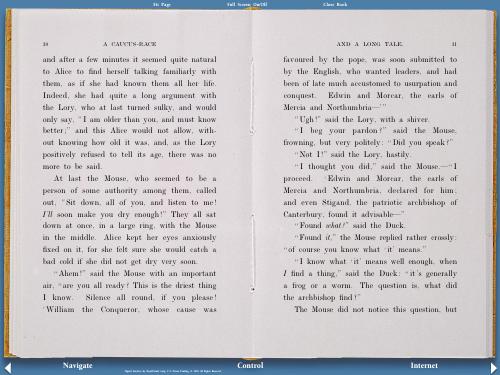 Str Page
Full Screen On/Off
Close Book
30
A CAUCUS-RACE
and after a few minutes it seemed quite natural
to Alice to find herself talking familiarly with
them, as if she had known them all her life.
Indeed, she had quite a long argument with
the Lory, who at last turned sulky, and would
only say, "I am older than you, and must know
better;" and this Alice would not allow, with-
out knowing how old it was, and, as the Lory
positively refused to tell its age, there was no
more to be said.
At last the Mouse, who seemed to be a
person of some authority among them, called
out, "Sit down, all of you, and listen to me!
I'll soon make you dry enough!" They all sat
down at once, in a large ring, with the Mouse
in the middle. Alice kept her eyes anxiously
fixed on it, for she felt sure she would catch a
bad cold if she did not get dry very soon.
"Ahem!" said the Mouse with an important
air, "are you all ready? This is the driest thing
I know. Silence all round, if you please!
'William the Conqueror, whose cause was
AND A LONG TALE.
31
favoured by the pope, was soon submitted to
by the English, who wanted leaders, and had
been of late much accustomed to usurpation and
conquest. Edwin and Morcar, the earls of
Mercia and Northumbria—'"
"Ugh!" said the Lory, with a shiver.
"I beg your pardon?" said the Mouse,
frowning, but very politely: "Did you speak?"
"Not I!" said the Lory, hastily.
"I thought you did," said the Mouse.—"I
proceed. 'Edwin and Morcar, the earls of
Mercia and Northumbria, declared for him;
and even Stigand, the patriotic archbishop of
Canterbury, found it advisable—'"
"Found what?" said the Duck.
"Found it," the Mouse replied rather crossly:
"of course you know what 'it' means."
"I know what 'it' means well enough, when
I find a thing," said the Duck: "it's generally
a frog or a worm. The question is, what did
the archbishop find?"
The Mouse did not notice this question, but
Navigate
Control
Internet